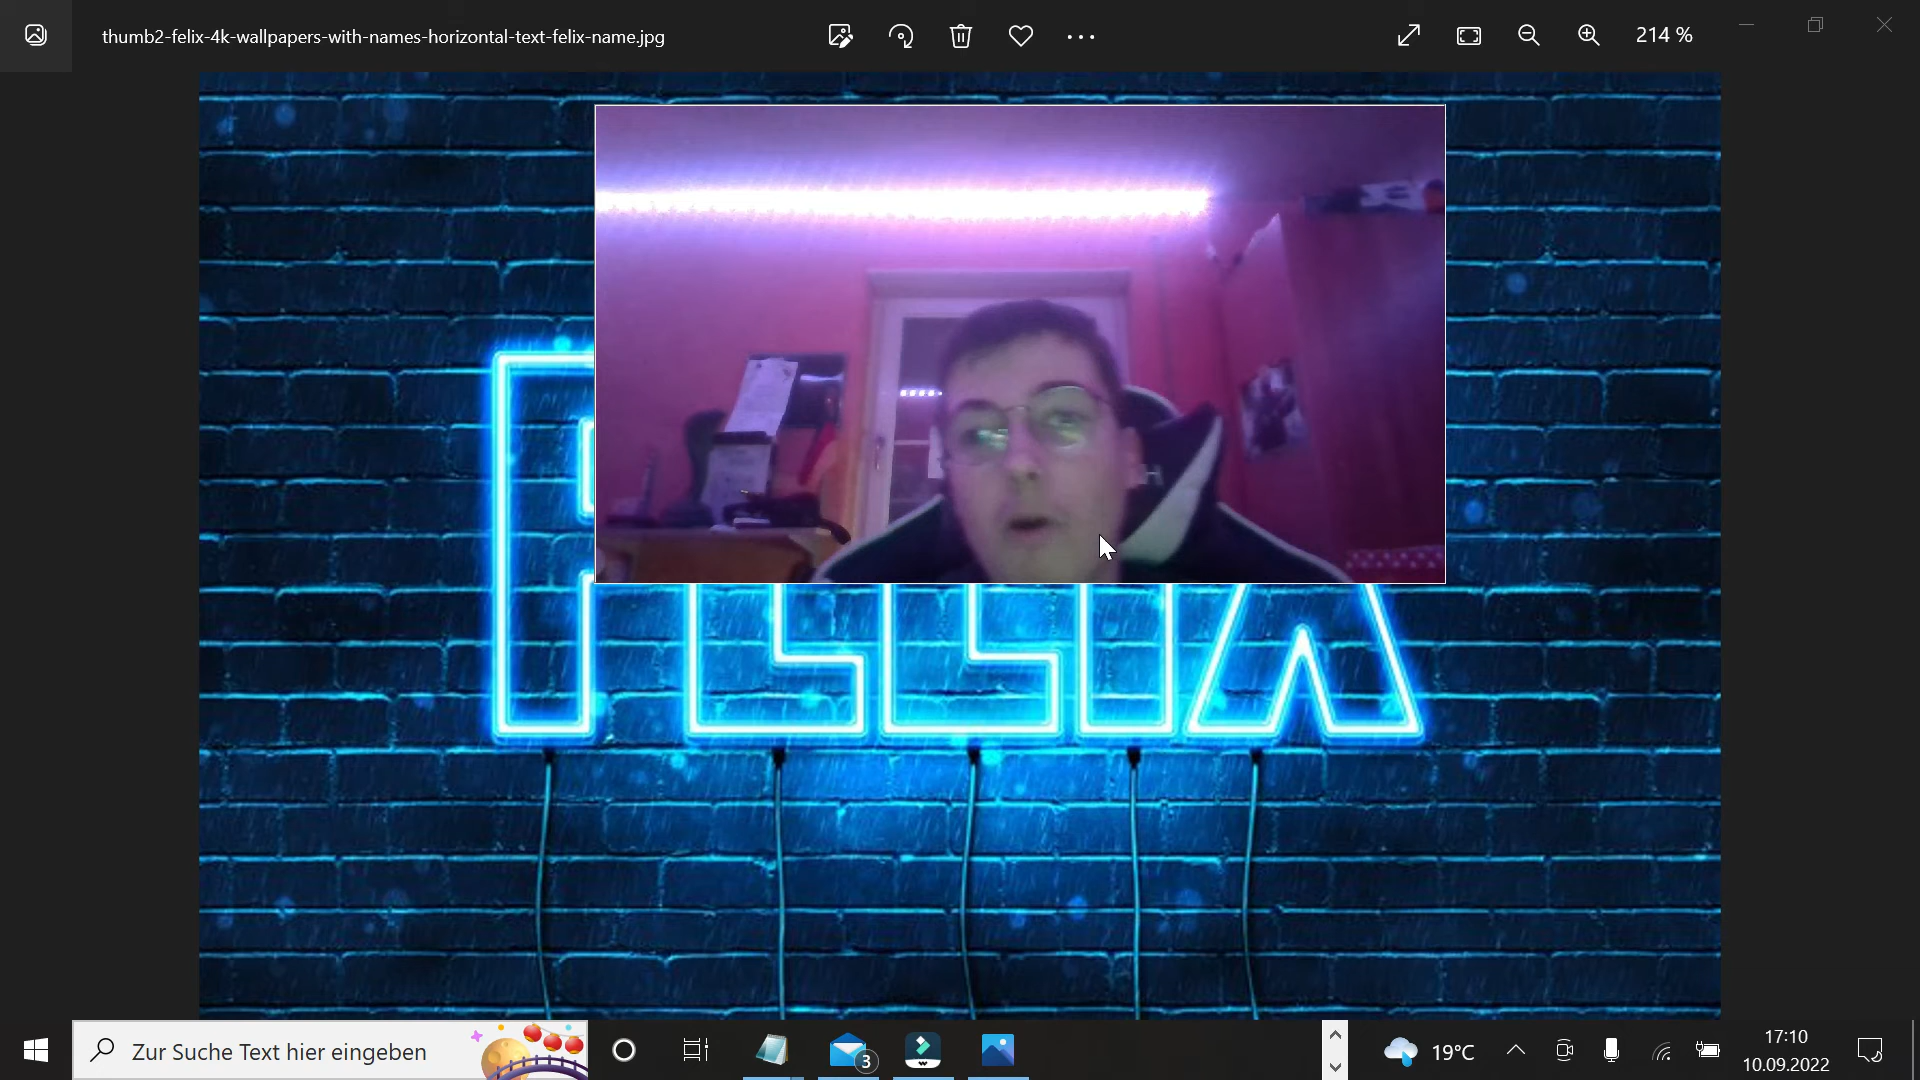 thumb2-felix-4k-wallpapers-with-names-horizontal-text-felix-name.jpg
214 %
FELIX
Zur Suche Text hier eingeben
3
19°C
17:10
10.09.2022